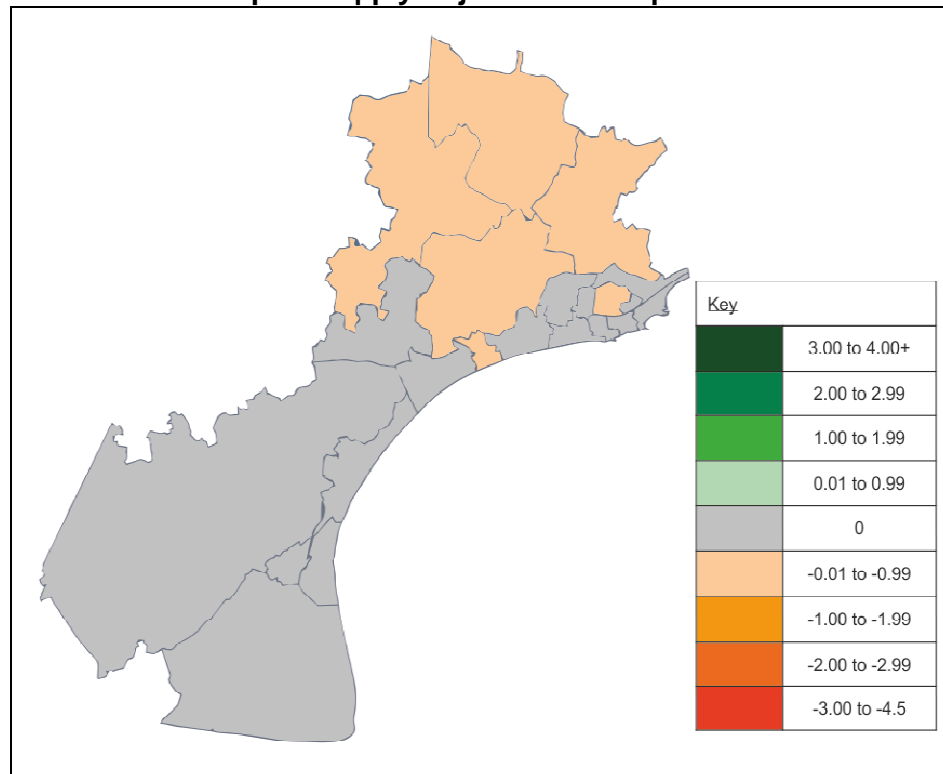 Key
3.00 to 4.00+
2.00 to 2.99
1.00 to 1.99
0.01 to 0.99
0
-0.01 to -0.99
-1.00 to -1.99
-2.00 to -2.99
-3.00 to -4.5